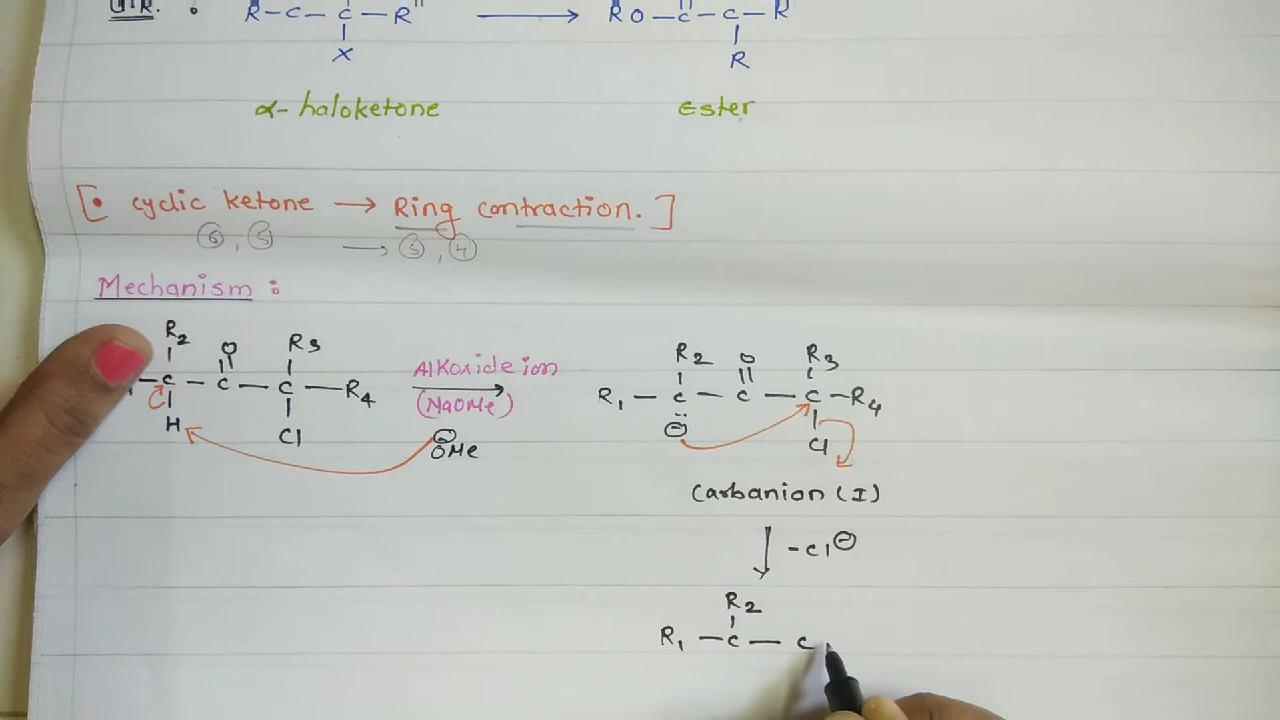 R–C–C–R" → RO–C–C–R
X
R
α- haloketone Ester
[• cyclic ketone → Ring contraction.]
6, 5 → 5, 4
Mechanism :
R2 O R3
–C–C–C–R4
H Cl
Alkoxide ion
(NaOMe)
⊖OMe
R2 O R3
R1 – C – C – C – R4
⊖ Cl
Carbanion (I)
↓ -Cl⊖
R2
R1 – C – C